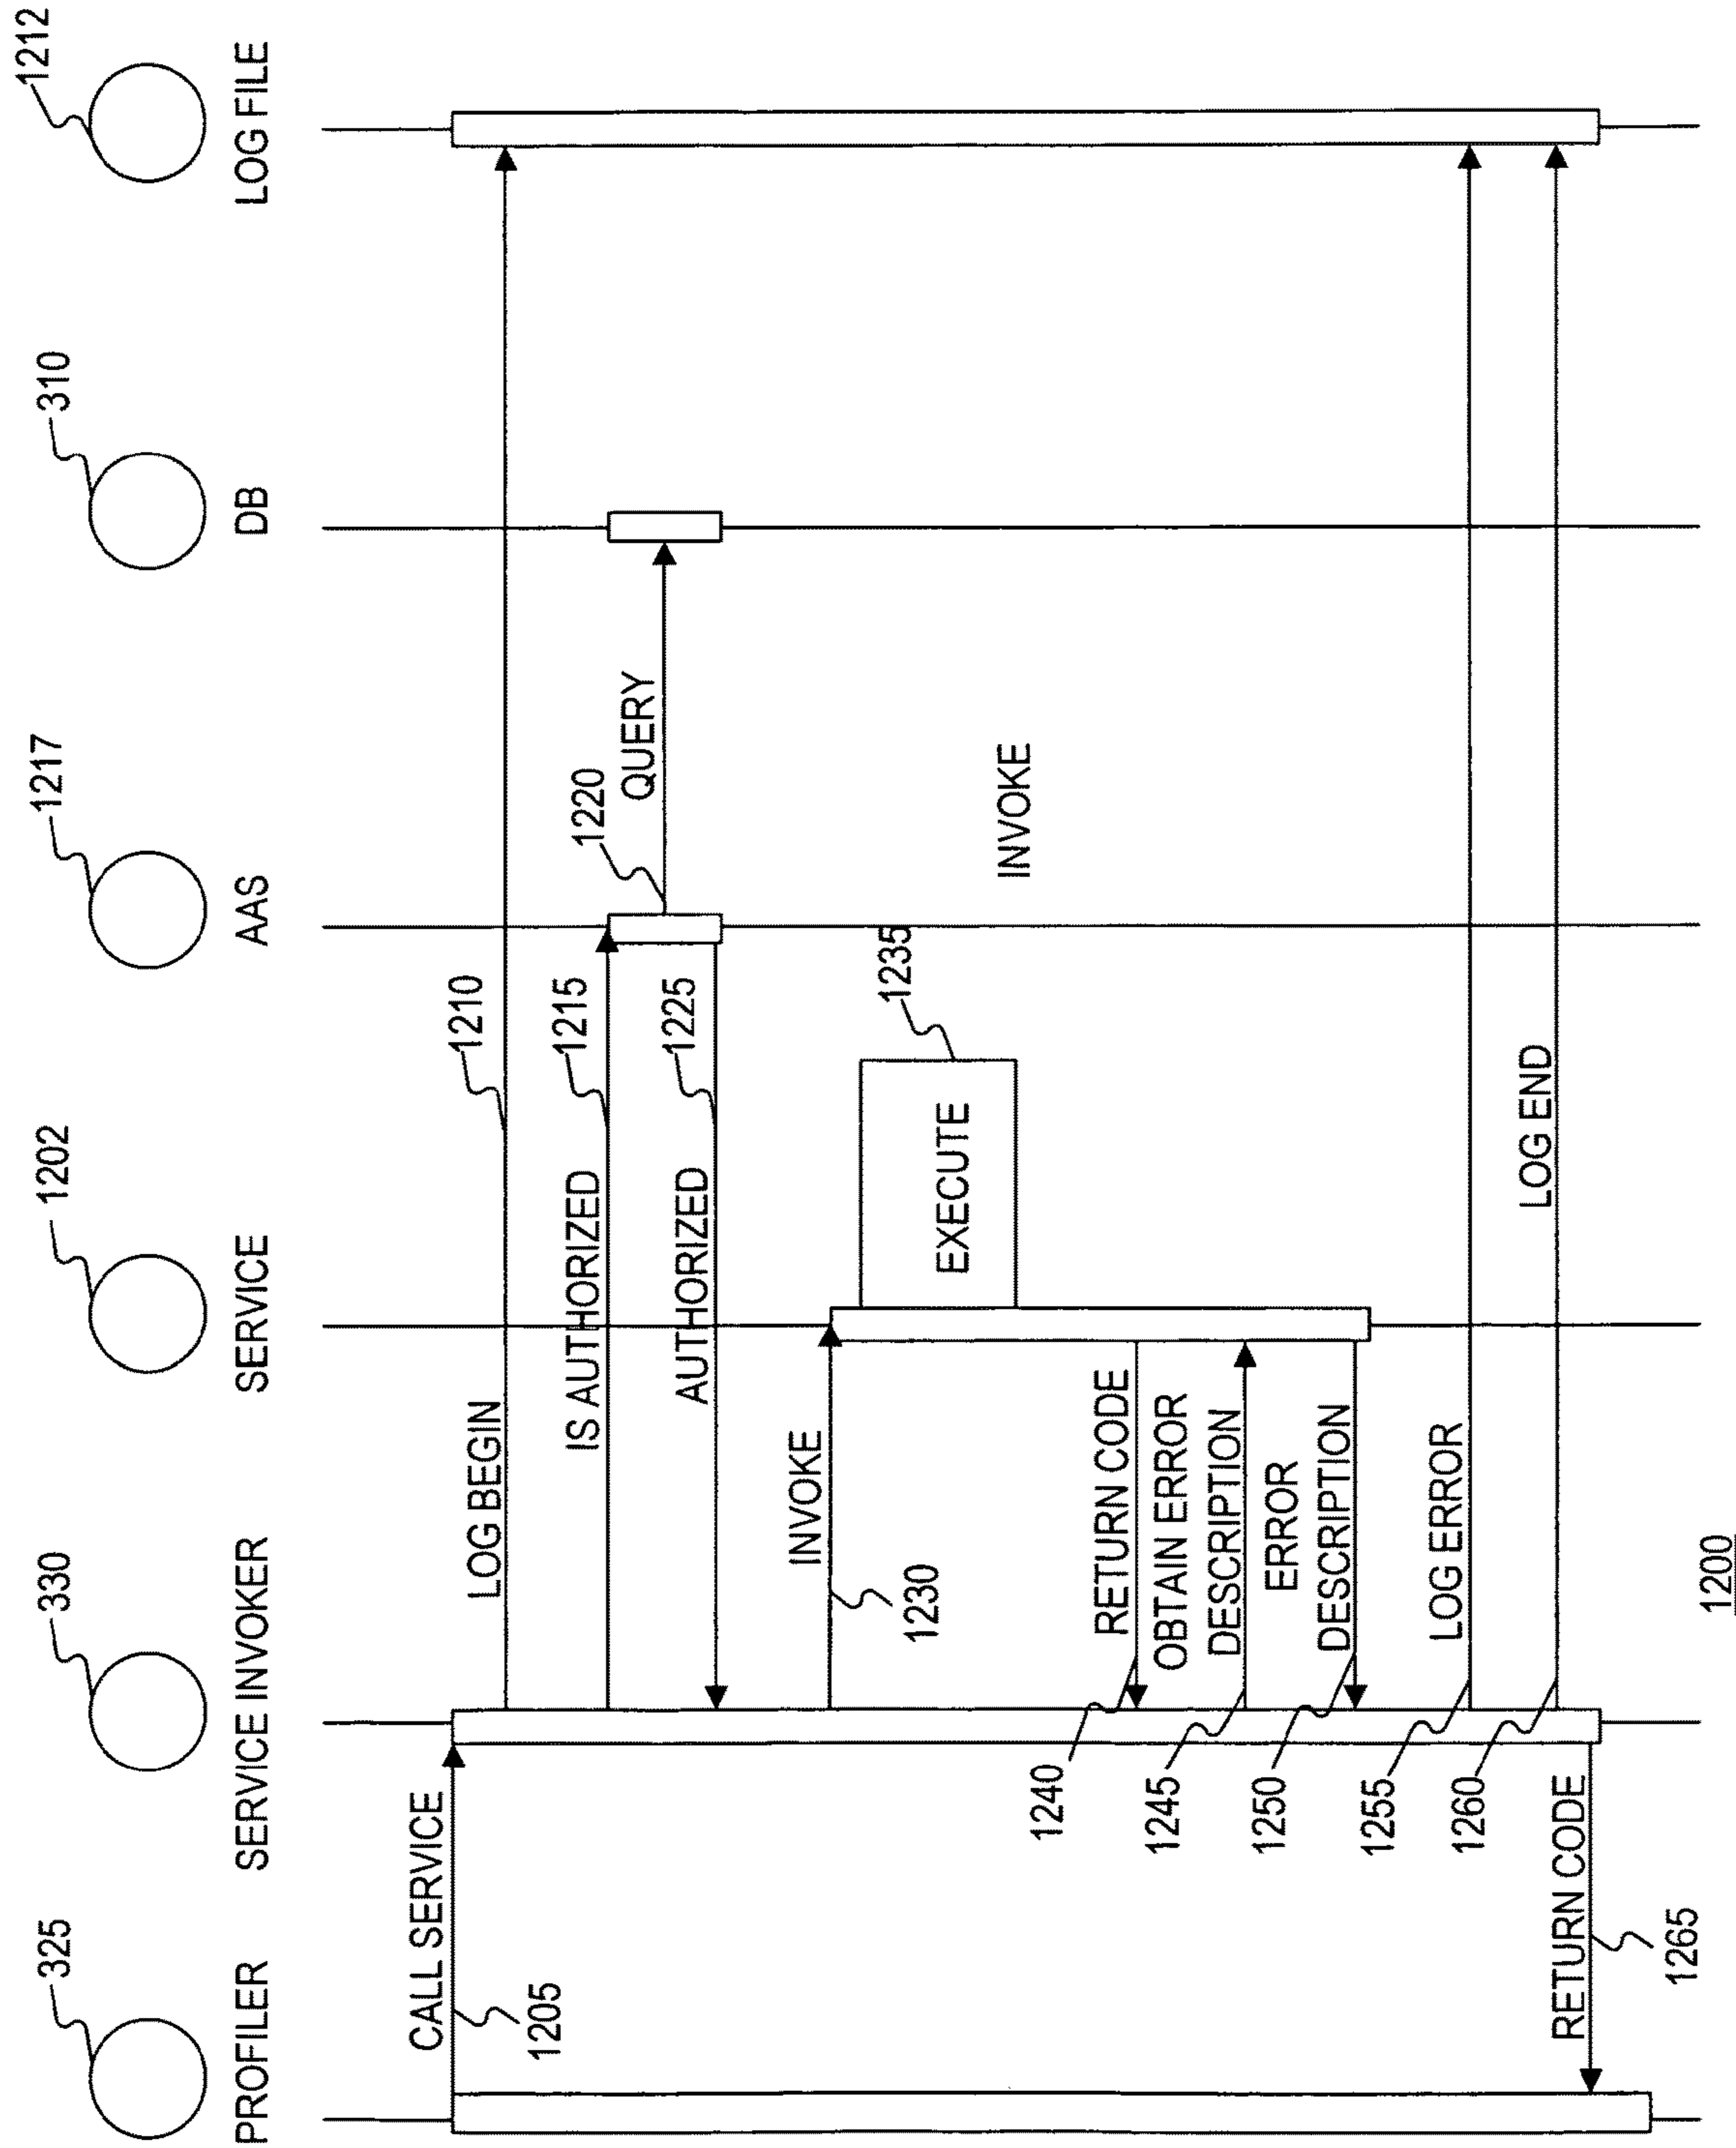 325
330
1202
1217
310
1212
PROFILER
SERVICE INVOKER
SERVICE
AAS
DB
LOG FILE
CALL SERVICE
1205
LOG BEGIN
1210
IS AUTHORIZED
1215
1220
QUERY
AUTHORIZED
1225
INVOKE
1230
EXECUTE
1235
INVOKE
RETURN CODE
1240
OBTAIN ERROR
DESCRIPTION
1245
ERROR
DESCRIPTION
1250
LOG ERROR
1255
LOG END
1260
RETURN CODE
1265
1200